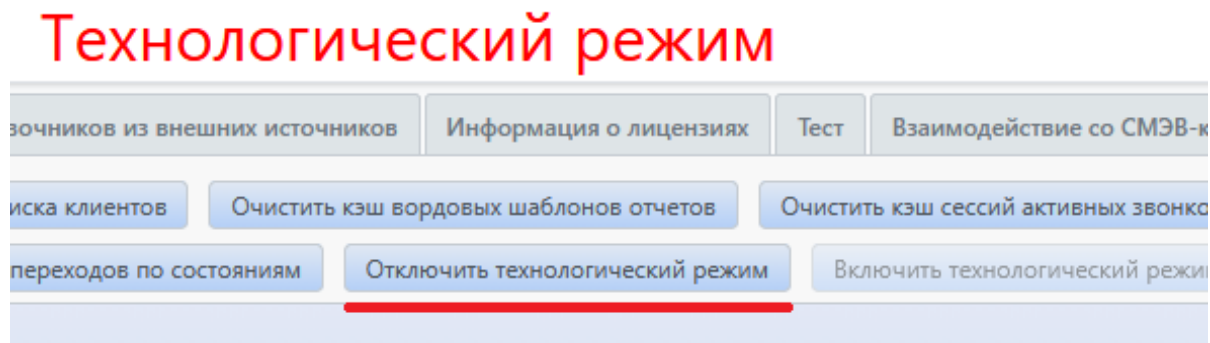 Технологический режим
зочников из внешних источников Информация о лицензиях Тест Взаимодействие со СМЭВ-к
иска клиентов Очистить кэш вордовых шаблонов отчетов Очистить кэш сессий активных звонко
переходов по состояниям Отключить технологический режим Включить технологический режи